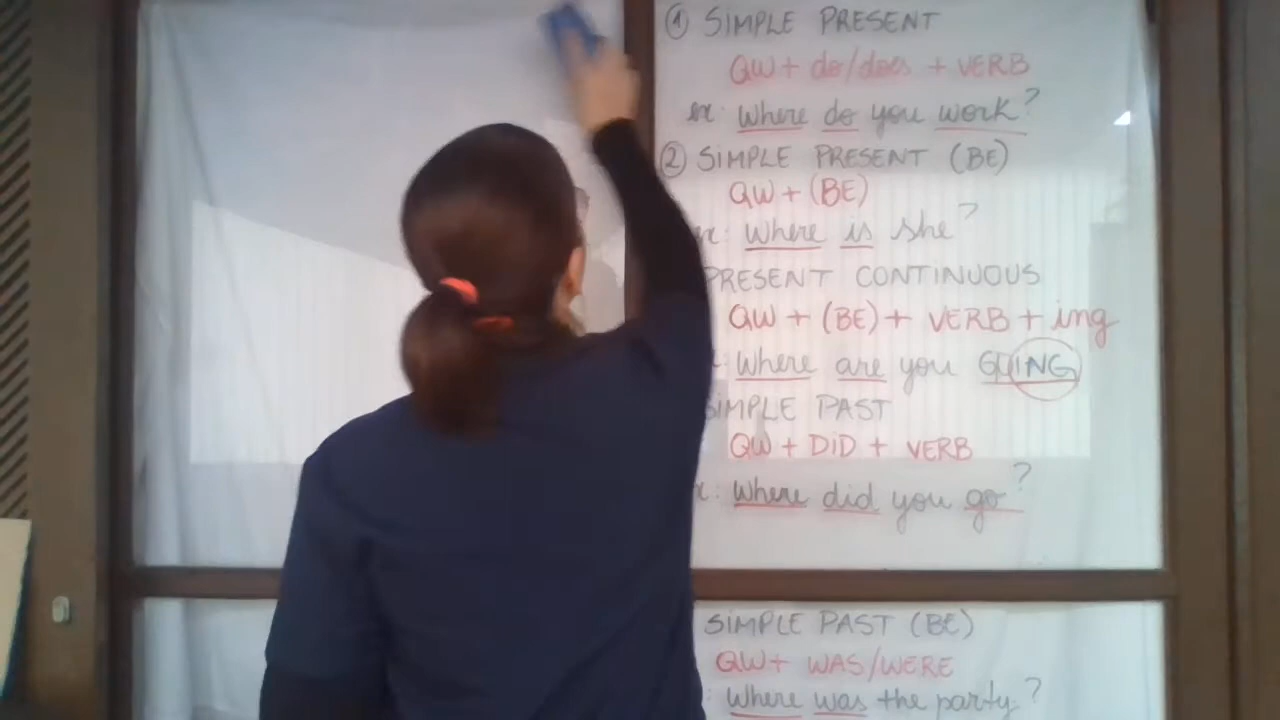 ① SIMPLE PRESENT
QW + do/does + VERB
ex: Where do you work?
② SIMPLE PRESENT (BE)
QW + (BE)
x: Where is she?
PRESENT CONTINUOUS
QW + (BE) + VERB + ing
: Where are you GOING
SIMPLE PAST
QW + DID + VERB
x: Where did you go?
SIMPLE PAST (BE)
QW + WAS/WERE
: Where was the party?